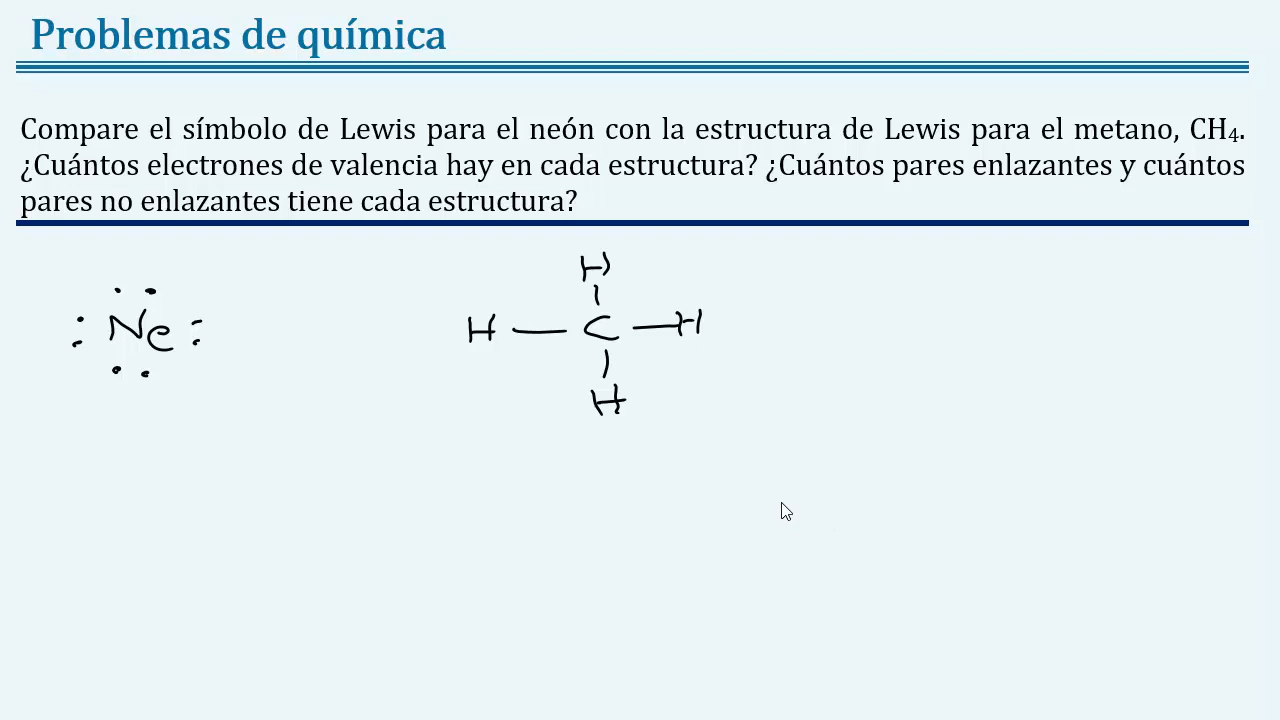 Problemas de química
Compare el símbolo de Lewis para el neón con la estructura de Lewis para el metano, CH₄.
¿Cuántos electrones de valencia hay en cada estructura? ¿Cuántos pares enlazantes y cuántos
pares no enlazantes tiene cada estructura?
H
: Ne :
H — C — H
H